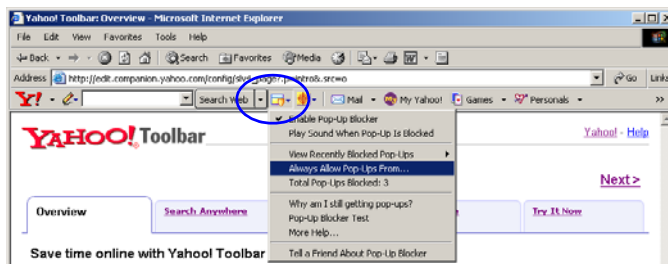 Yahoo! Toolbar: Overview - Microsoft Internet Explorer
File Edit View Favorites Tools Help
Back Search Favorites Media
Address http://edit.companion.yahoo.com/config/slvd_page?.p=intro&.srcwo Go Links
Y! Search Web Mail My Yahoo! Games Personals »
Enable Pop-Up Blocker
Play Sound When Pop-Up Is Blocked
View Recently Blocked Pop-Ups
Always Allow Pop-Ups From...
Total Pop-Ups Blocked: 3
Why am I still getting pop-ups?
Pop-Up Blocker Test
More Help...
Tell a Friend About Pop-Up Blocker
YAHOO! Toolbar
Yahoo! - Help
Next >
Overview Search Anywhere Try It Now
Save time online with Yahoo! Toolbar